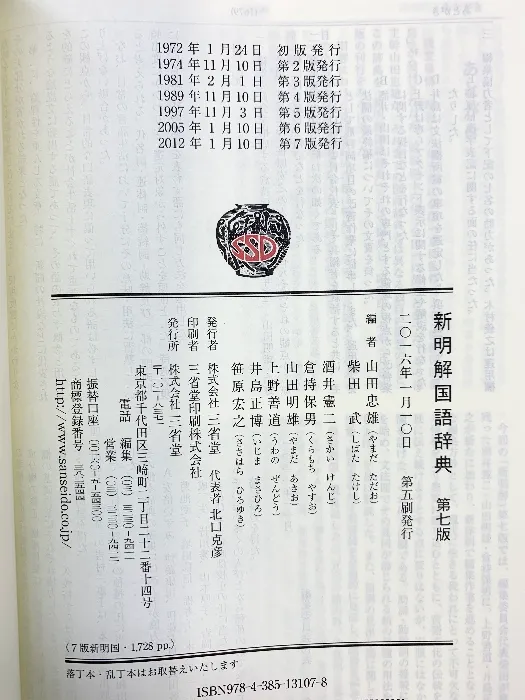 1972年 1月24日 初版発行
1974年11月10日 第2版発行
1981年 2月 1日 第3版発行
1989年11月10日 第4版発行
1997年11月 3日 第5版発行
2005年 1月10日 第6版発行
2012年 1月10日 第7版発行
SSD
新明解国語辞典 第七版
二〇一六年一月一〇日 第五刷発行
編者 山田忠雄(やまだ ただお)
柴田 武(しばた たけし)
酒井憲二(さかい けんじ)
倉持保男(くらもち やすお)
山田明雄(やまだ あきお)
上野善道(うわの ぜんどう)
井島正博(いじま まさひろ)
笹原宏之(ささはら ひろゆき)
発行者 株式会社 三省堂 代表者 北口克彦
印刷者 三省堂印刷株式会社
発行所 株式会社 三省堂
東京都千代田区三崎町二丁目二十二番十四号
電話 編集
営業
振替口座
商標登録番号
http://www.sanseido.co.jp/
〈7版新明国・1,728 pp.〉
落丁本・乱丁本はお取替えいたします
ISBN978-4-385-13107-8